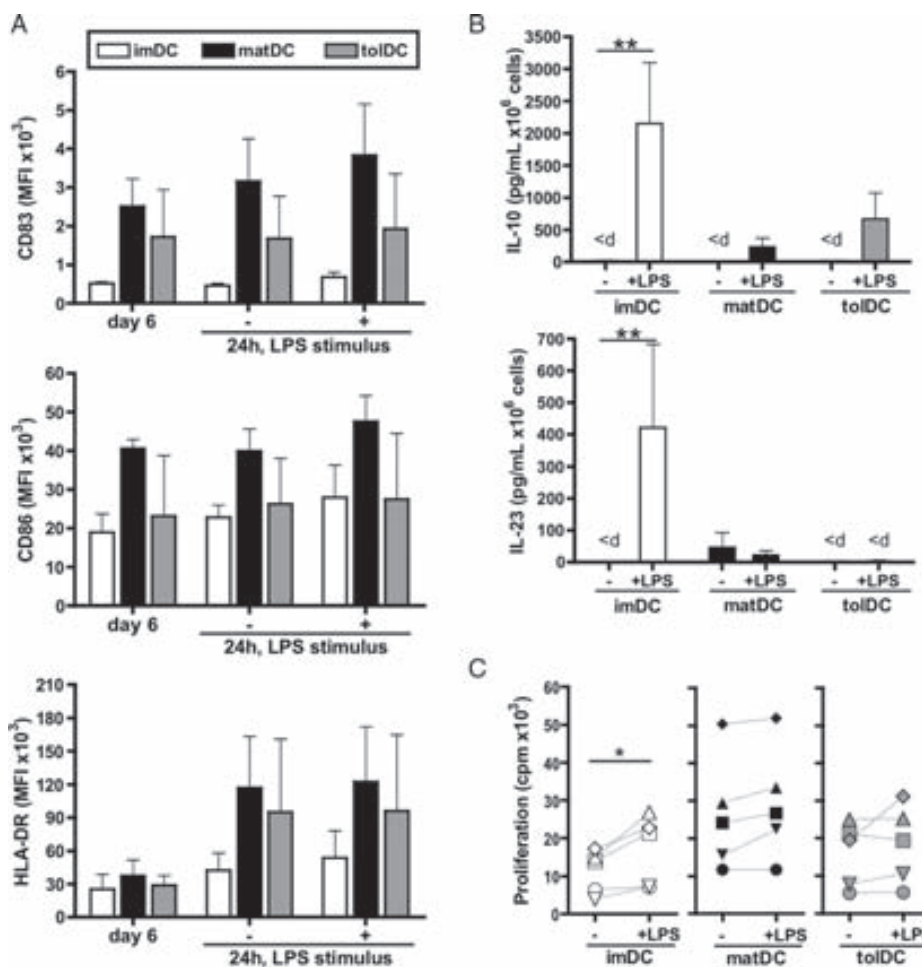 A
imDC matDC tolDC
CD83 (MFI x10³)
6
5
4
3
2
1
0
day 6 - +
24h, LPS stimulus
CD86 (MFI x10³)
60
50
40
30
20
10
0
day 6 - +
24h, LPS stimulus
HLA-DR (MFI x10³)
210
180
150
120
90
60
30
0
day 6 - +
24h, LPS stimulus
B
IL-10 (pg/mL x10⁶ cells)
3500
3000
2500
2000
1500
1000
500
0
**
<d <d <d
- +LPS - +LPS - +LPS
imDC matDC tolDC
IL-23 (pg/mL x10⁶ cells)
700
600
500
400
300
200
100
0
**
<d <d <d
- +LPS - +LPS - +LPS
imDC matDC tolDC
C
Proliferation (cpm x10³)
60
50
40
30
20
10
0
*
- +LPS - +LPS - +LP
imDC matDC tolDC